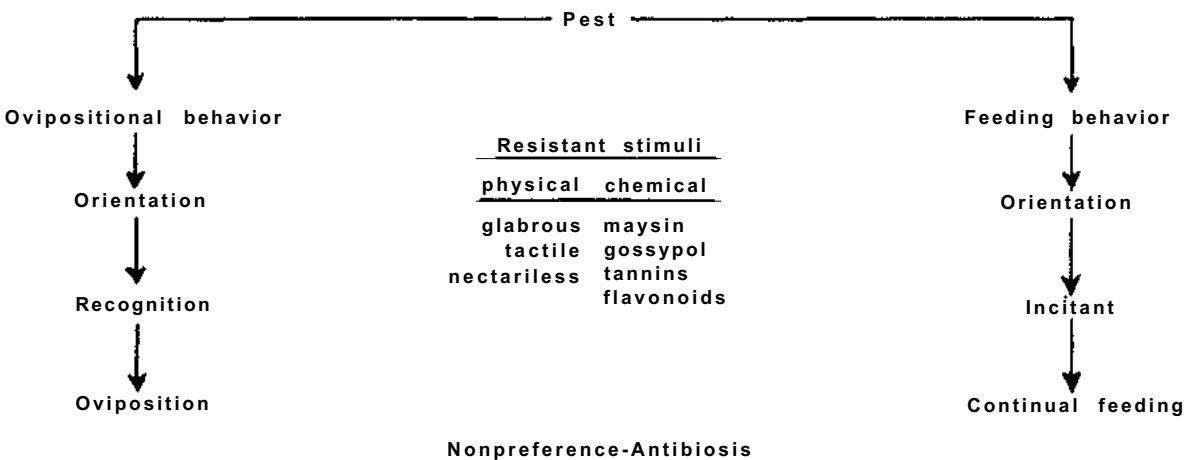 Pest
Ovipositional behavior
Feeding behavior
Resistant stimuli
physical chemical
Orientation
Orientation
glabrous maysin
tactile gossypol
nectariless tannins
flavonoids
Recognition
Incitant
Oviposition
Continual feeding
Nonpreference-Antibiosis